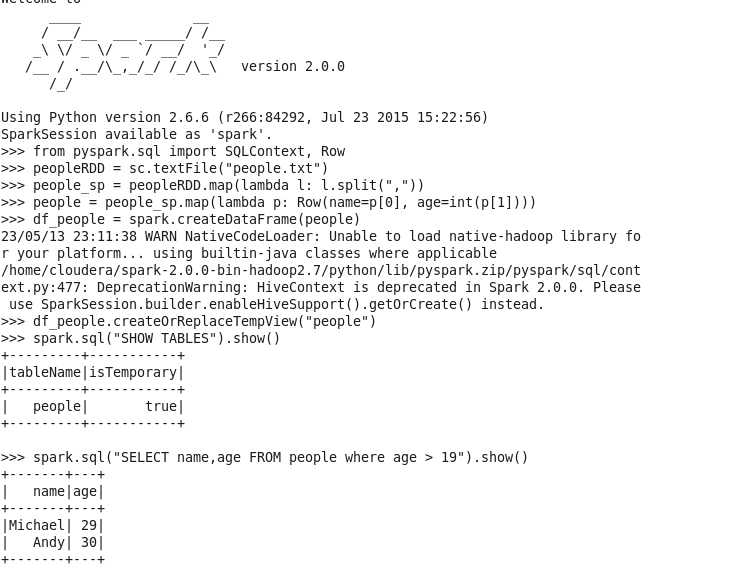 Welcome to
      ____              __
     / __/__  ___ _____/ /__
    _\ \/ _ \/ _ `/ __/  '_/
   /__ / .__/\_,_/_/ /_/\_\   version 2.0.0
      /_/
Using Python version 2.6.6 (r266:84292, Jul 23 2015 15:22:56)
SparkSession available as 'spark'.
>>> from pyspark.sql import SQLContext, Row
>>> peopleRDD = sc.textFile("people.txt")
>>> people_sp = peopleRDD.map(lambda l: l.split(","))
>>> people = people_sp.map(lambda p: Row(name=p[0], age=int(p[1])))
>>> df_people = spark.createDataFrame(people)
23/05/13 23:11:38 WARN NativeCodeLoader: Unable to load native-hadoop library fo
r your platform... using builtin-java classes where applicable
/home/cloudera/spark-2.0.0-bin-hadoop2.7/python/lib/pyspark.zip/pyspark/sql/cont
ext.py:477: DeprecationWarning: HiveContext is deprecated in Spark 2.0.0. Please
 use SparkSession.builder.enableHiveSupport().getOrCreate() instead.
>>> df_people.createOrReplaceTempView("people")
>>> spark.sql("SHOW TABLES").show()
+---------+-----------+
|tableName|isTemporary|
+---------+-----------+
|   people|       true|
+---------+-----------+
>>> spark.sql("SELECT name,age FROM people where age > 19").show()
+-------+---+
|   name|age|
+-------+---+
|Michael| 29|
|   Andy| 30|
+-------+---+